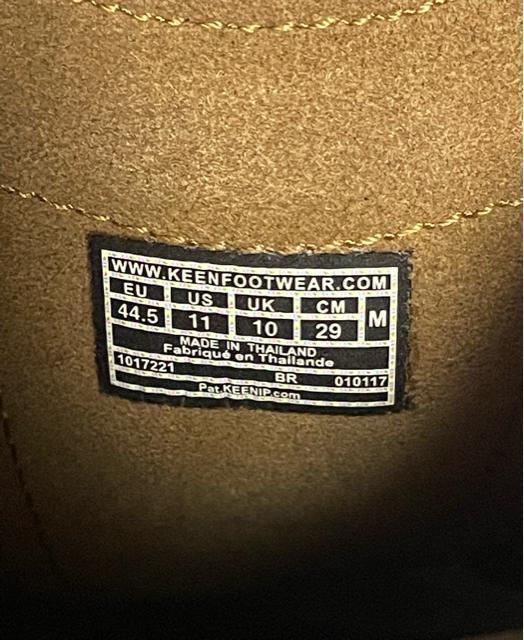 WWW.KEENFOOTWEAR.COM
EU US UK CM M
44.5 11 10 29
MADE IN THAILAND
Fabriqué en Thaïlande
1017221 BR 010117
Pat.KEENIP.com